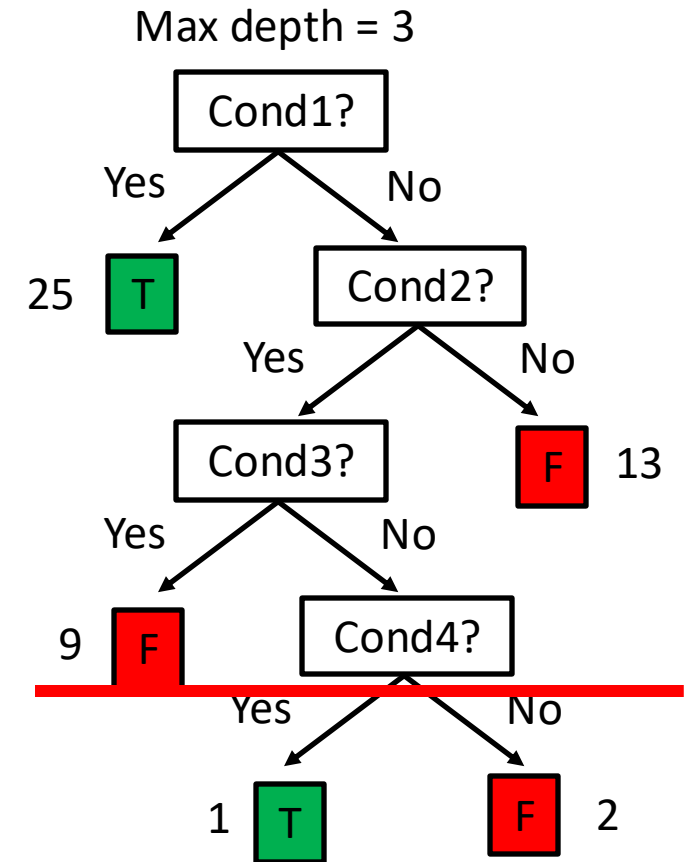 Max depth = 3
Cond1?
Yes No
25 T Cond2?
Yes No
Cond3? F 13
Yes No
9 F Cond4?
Yes No
1 T F 2